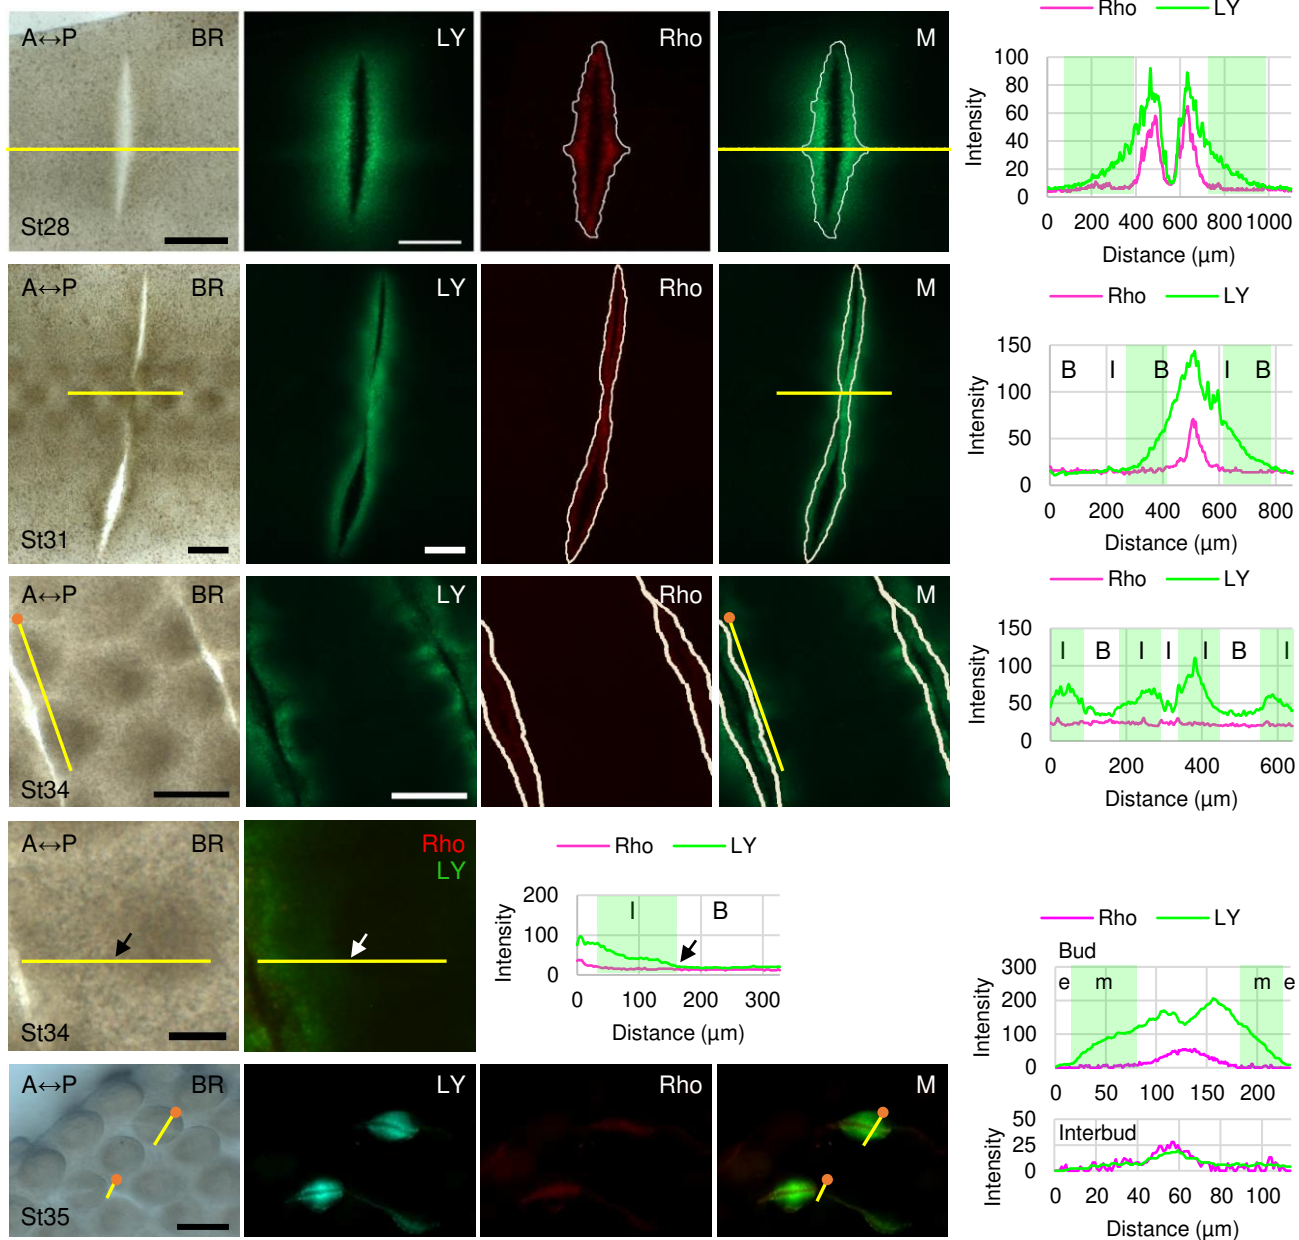 A↔P BR
St28
LY
Rho
M
Rho LY
Intensity
100
80
60
40
20
0
0 200 400 600 800 1000
Distance (µm)
A↔P BR
St31
LY
Rho
M
Rho LY
Intensity
150
100
50
0
B I B I B
0 200 400 600 800
Distance (µm)
A↔P BR
St34
LY
Rho
M
Rho LY
Intensity
150
100
50
0
I B I I I B I
0 200 400 600
Distance (µm)
A↔P BR
St34
Rho
LY
Rho LY
Intensity
200
100
0
I B
0 100 200 300
Distance (µm)
A↔P BR
St35
LY
Rho
M
Rho LY
Bud
Intensity
300
200
100
0
e m m e
0 50 100 150 200
Interbud
Intensity
50
25
0
0 20 40 60 80 100
Distance (µm)